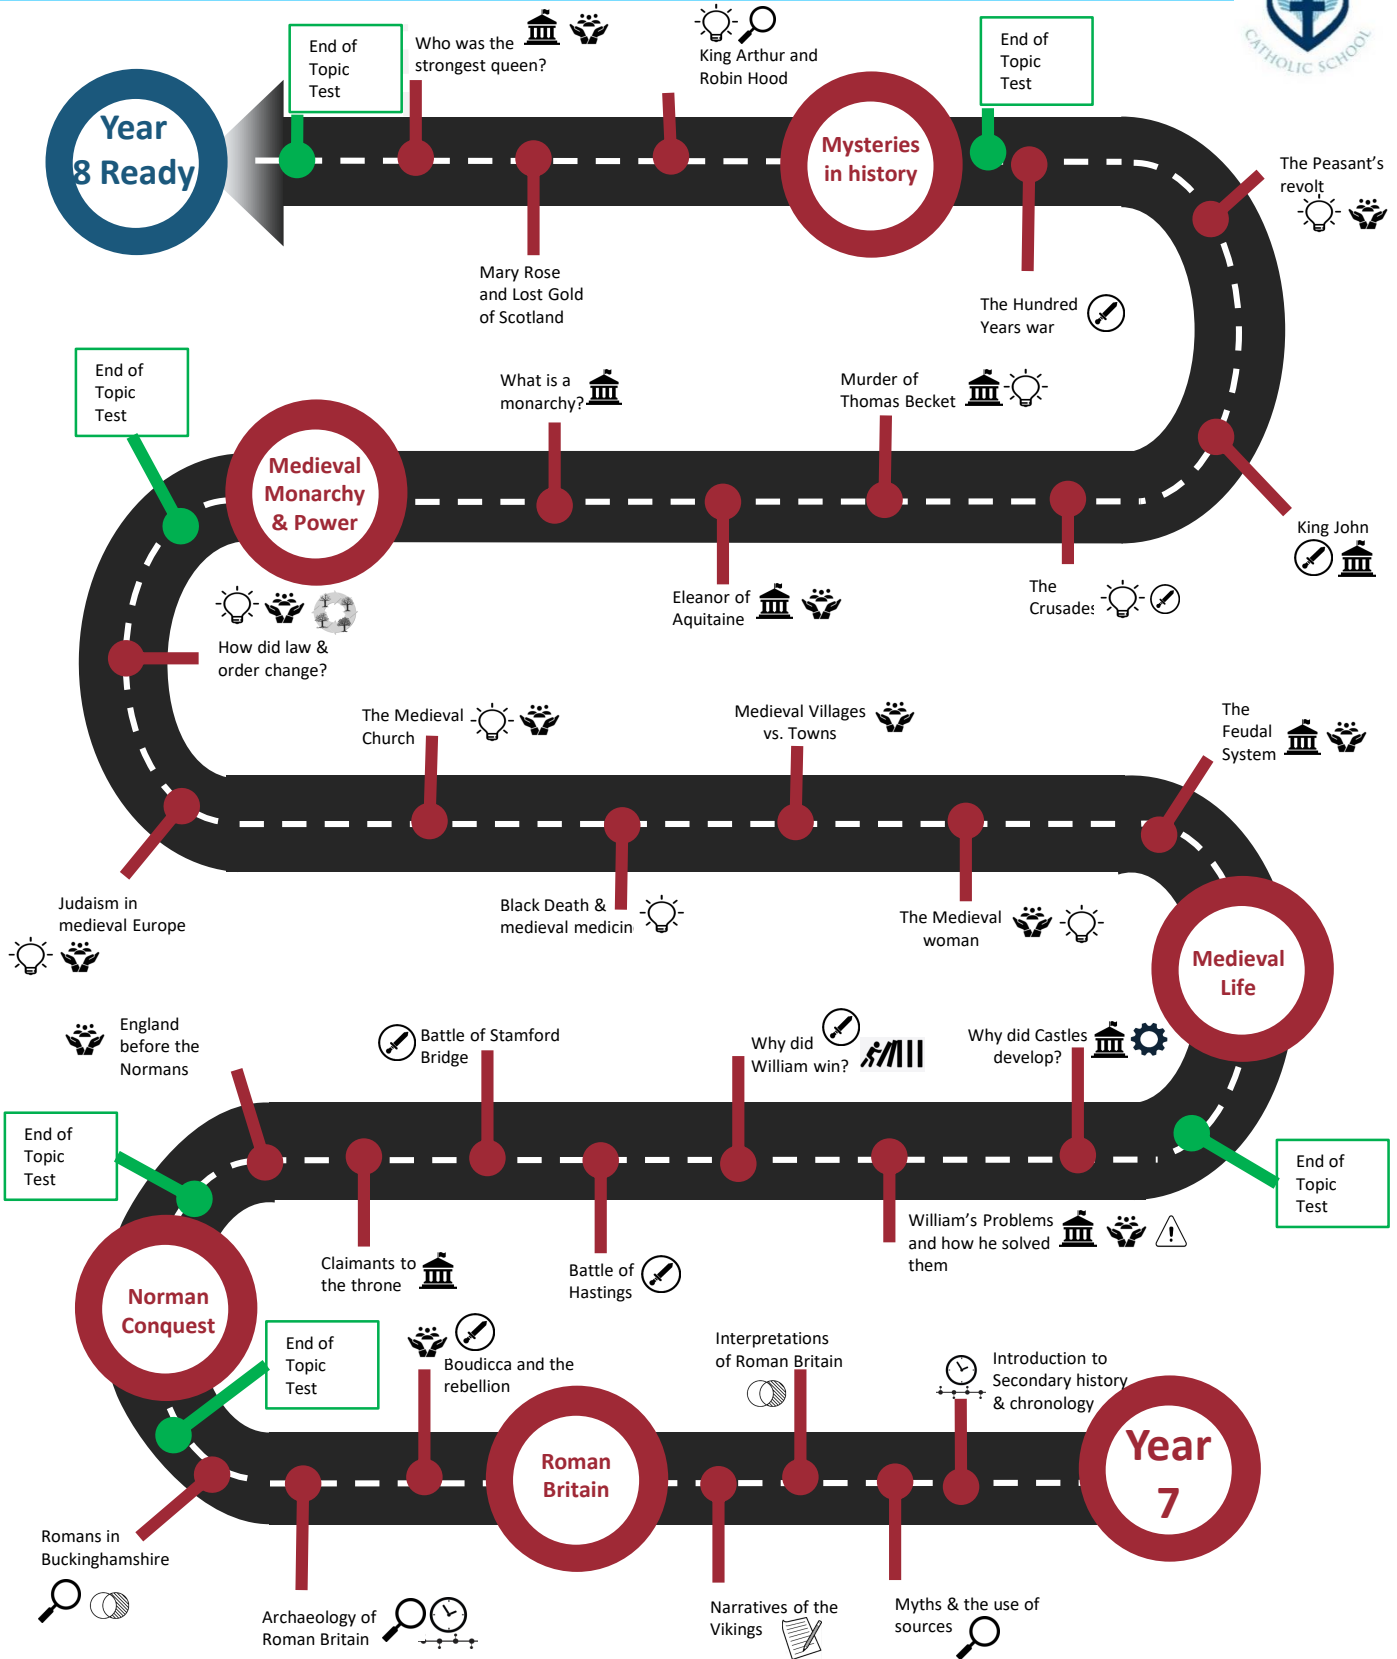 CATHOLIC SCHOOL
End of
Topic
Test
Who was the
strongest queen?
King Arthur and
Robin Hood
End of
Topic
Test
Year
8 Ready
Mysteries
in history
The Peasant's
revolt
Mary Rose
and Lost Gold
of Scotland
The Hundred
Years war
End of
Topic
Test
What is a
monarchy?
Murder of
Thomas Becket
Medieval
Monarchy
& Power
King John
Eleanor of
Aquitaine
The
Crusades
How did law &
order change?
The Medieval
Church
Medieval Villages
vs. Towns
The
Feudal
System
Judaism in
medieval Europe
Black Death &
medieval medicin
The Medieval
woman
Medieval
Life
England
before the
Normans
Battle of Stamford
Bridge
Why did
William win?
Why did Castles
develop?
End of
Topic
Test
End of
Topic
Test
Claimants to
the throne
Battle of
Hastings
William's Problems
and how he solved
them
Norman
Conquest
End of
Topic
Test
Boudicca and the
rebellion
Interpretations
of Roman Britain
Introduction to
Secondary history
& chronology
Roman
Britain
Year
7
Romans in
Buckinghamshire
Archaeology of
Roman Britain
Narratives of the
Vikings
Myths & the use of
sources